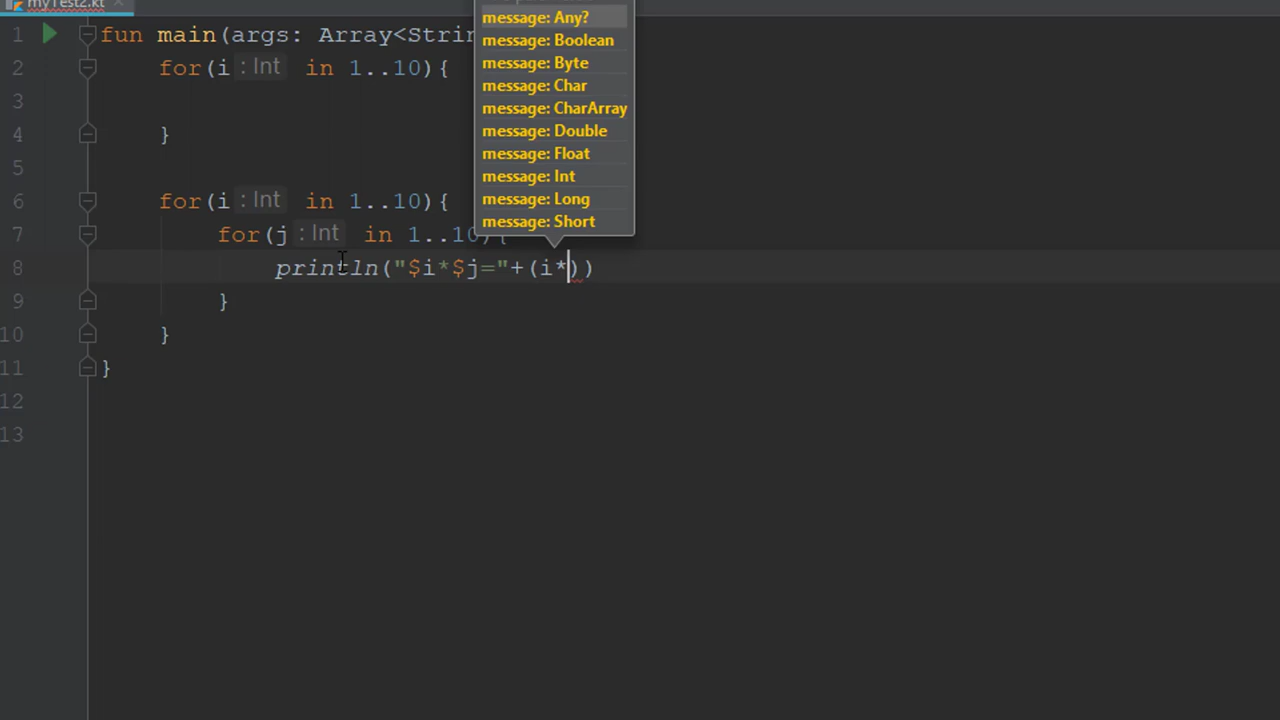 myTest2.kt
message: Any?
message: Boolean
message: Byte
message: Char
message: CharArray
message: Double
message: Float
message: Int
message: Long
message: Short
1 fun main(args: Array<Strin
2 for(i : Int in 1..10){
3
4 }
5
6 for(i : Int in 1..10){
7 for(j : Int in 1..10){
8 println("$i*$j="+(i*))
9 }
10 }
11 }
12
13